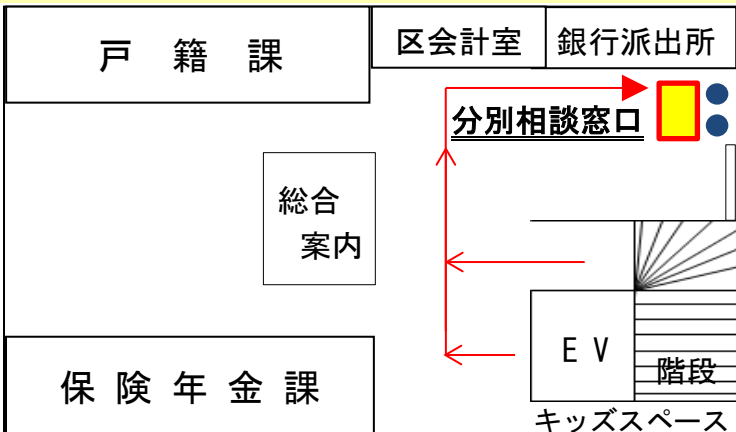 戸籍課
区会計室
銀行派出所
分別相談窓口
総合
案内
EV
階段
保険年金課
キッズスペース